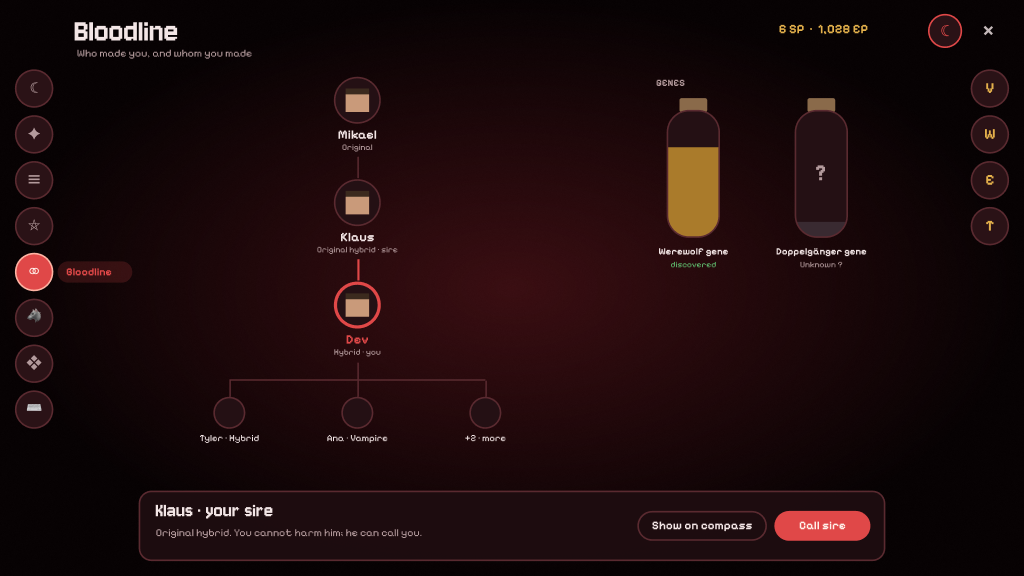 Bloodline
Who made you, and whom you made
6 SP · 1,028 EP
Bloodline
Mikael
Original
Klaus
Original hybrid · sire
Dev
Hybrid · you
Tyler · Hybrid
Ana · Vampire
+2 · more
GENES
?
Werewolf gene
discovered
Doppelgänger gene
Unknown ?
V
W
E
T
Klaus · your sire
Original hybrid. You cannot harm him; he can call you.
Show on compass
Call sire